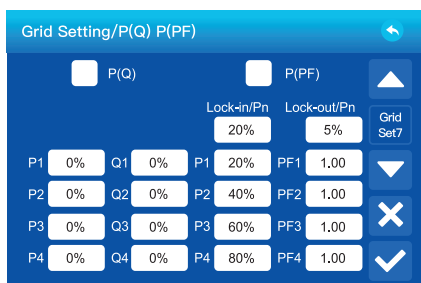 Grid Setting/P(Q) P(PF)
P(Q) P(PF)
Lock-in/Pn Lock-out/Pn
20% 5%
Grid
Set7
P1 0% Q1 0% P1 20% PF1 1.00
P2 0% Q2 0% P2 40% PF2 1.00
P3 0% Q3 0% P3 60% PF3 1.00
P4 0% Q4 0% P4 80% PF4 1.00